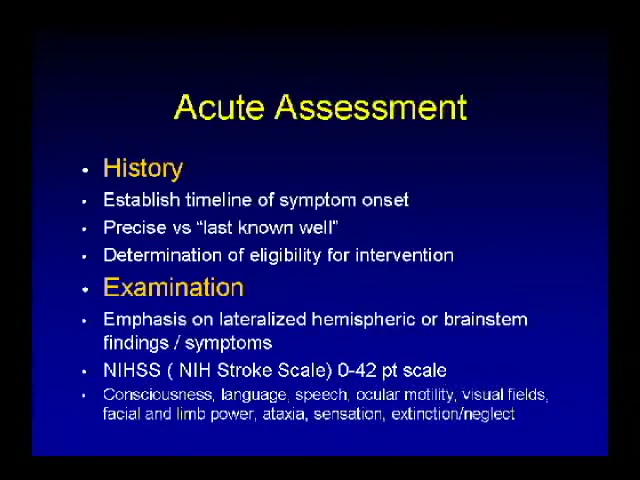 Acute Assessment
• History
• Establish timeline of symptom onset
• Precise vs “last known well”
• Determination of eligibility for intervention
• Examination
• Emphasis on lateralized hemispheric or brainstem
findings / symptoms
• NIHSS ( NIH Stroke Scale) 0-42 pt scale
• Consciousness, language, speech, ocular motility, visual fields,
facial and limb power, ataxia, sensation, extinction/neglect